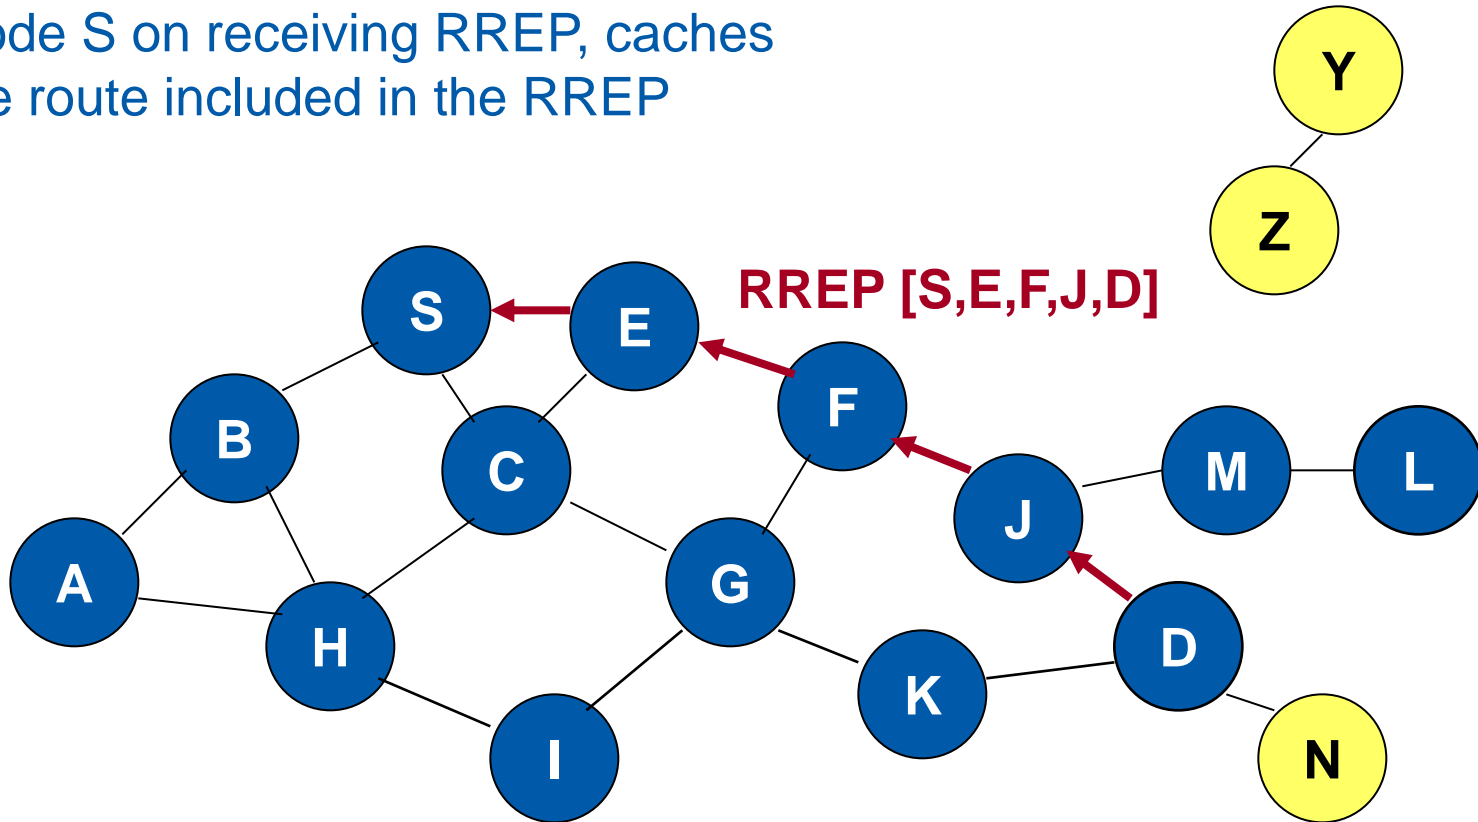 ode S on receiving RREP, caches
e route included in the RREP
Y
Z
RREP [S,E,F,J,D]
S
E
F
B
C
M
L
J
A
G
H
D
K
I
N